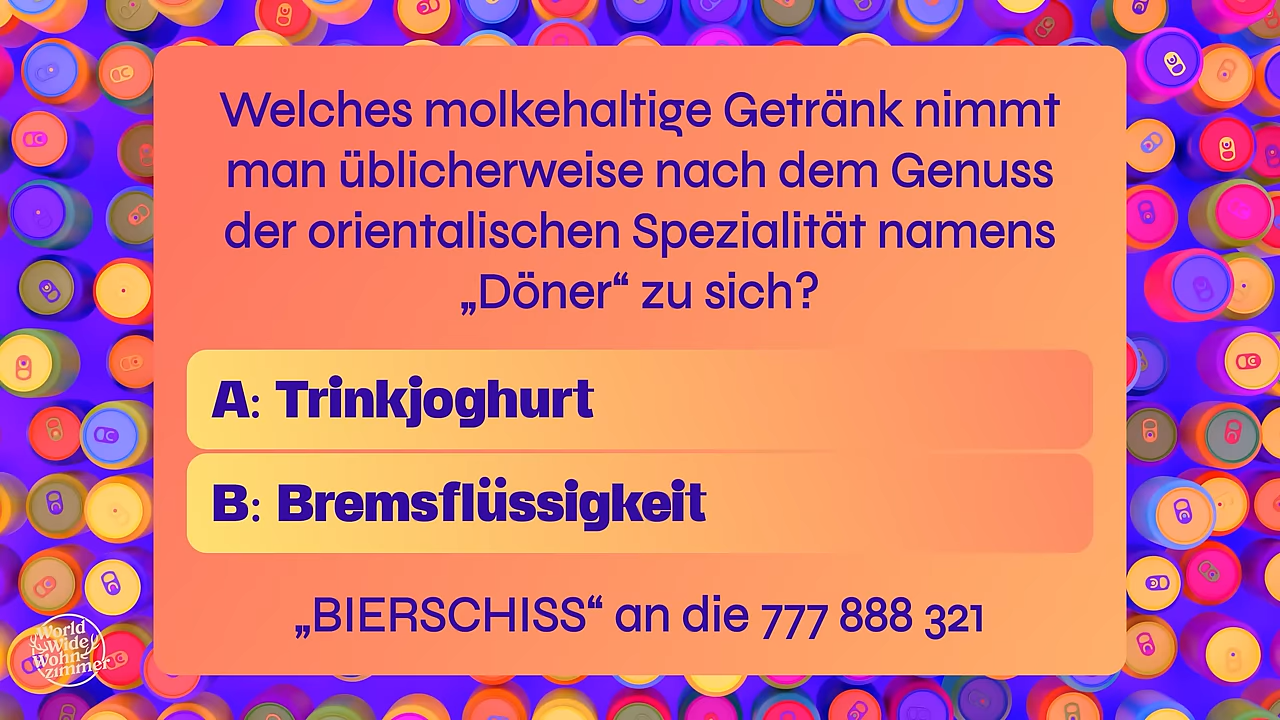 Welches molkehaltige Getränk nimmt
man üblicherweise nach dem Genuss
der orientalischen Spezialität namens
„Döner“ zu sich?
A: Trinkjoghurt
B: Bremsflüssigkeit
„BIERSCHISS“ an die 777 888 321
World
Wide
Wohn-
zimmer